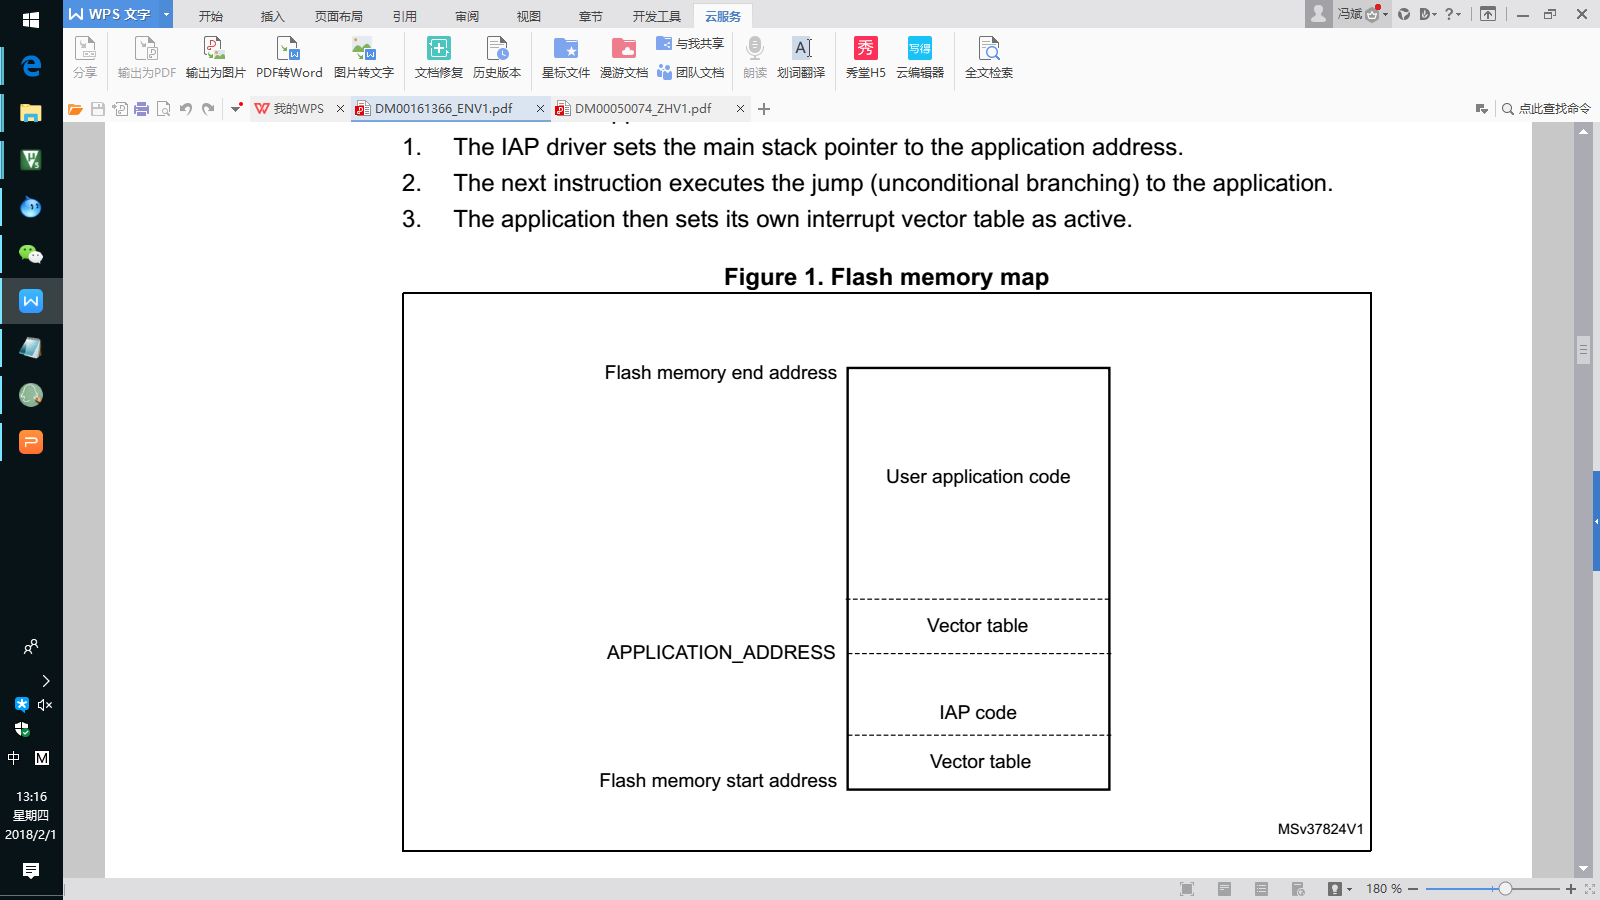 WPS 文字
开始 插入 页面布局 引用 审阅 视图 章节 开发工具 云服务
冯斌
分享 输出为PDF 输出为图片 PDF转Word 图片转文字 文档修复 历史版本 星标文件 漫游文档 与我共享 团队文档 朗读 划词翻译 秀堂H5 云编辑器 全文检索
秀 写得
我的WPS DM00161366_ENV1.pdf DM00050074_ZHV1.pdf 点此查找命令
1. The IAP driver sets the main stack pointer to the application address.
2. The next instruction executes the jump (unconditional branching) to the application.
3. The application then sets its own interrupt vector table as active.
Figure 1. Flash memory map
Flash memory end address
User application code
Vector table
APPLICATION_ADDRESS
IAP code
Vector table
Flash memory start address
MSv37824V1
中 M
13:16
星期四
2018/2/1
180 %